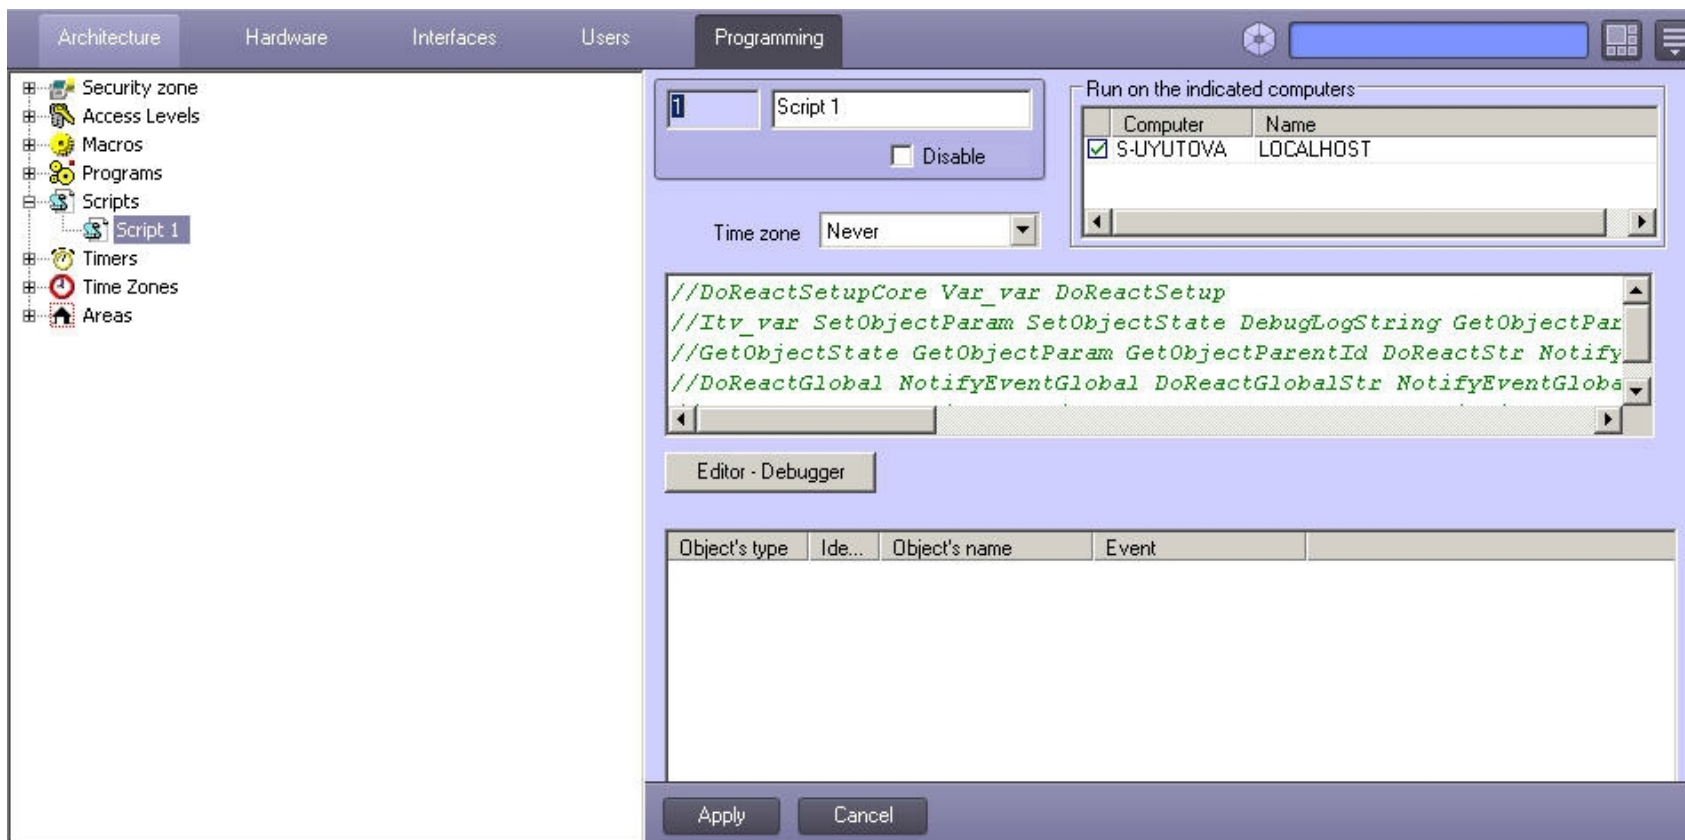 Architecture Hardware Interfaces Users Programming
Security zone
Access Levels
Macros
Programs
Scripts
Script 1
Timers
Time Zones
Areas
1 Script 1
Disable
Run on the indicated computers
Computer Name
S-UYUTOVA LOCALHOST
Time zone Never
//DoReactSetupCore Var_var DoReactSetup
//Itv_var SetObjectParam SetObjectState DebugLogString GetObjectPar
//GetObjectState GetObjectParam GetObjectParentId DoReactStr Notify
//DoReactGlobal NotifyEventGlobal DoReactGlobalStr NotifyEventGloba
Editor - Debugger
Object's type Ide... Object's name Event
Apply Cancel